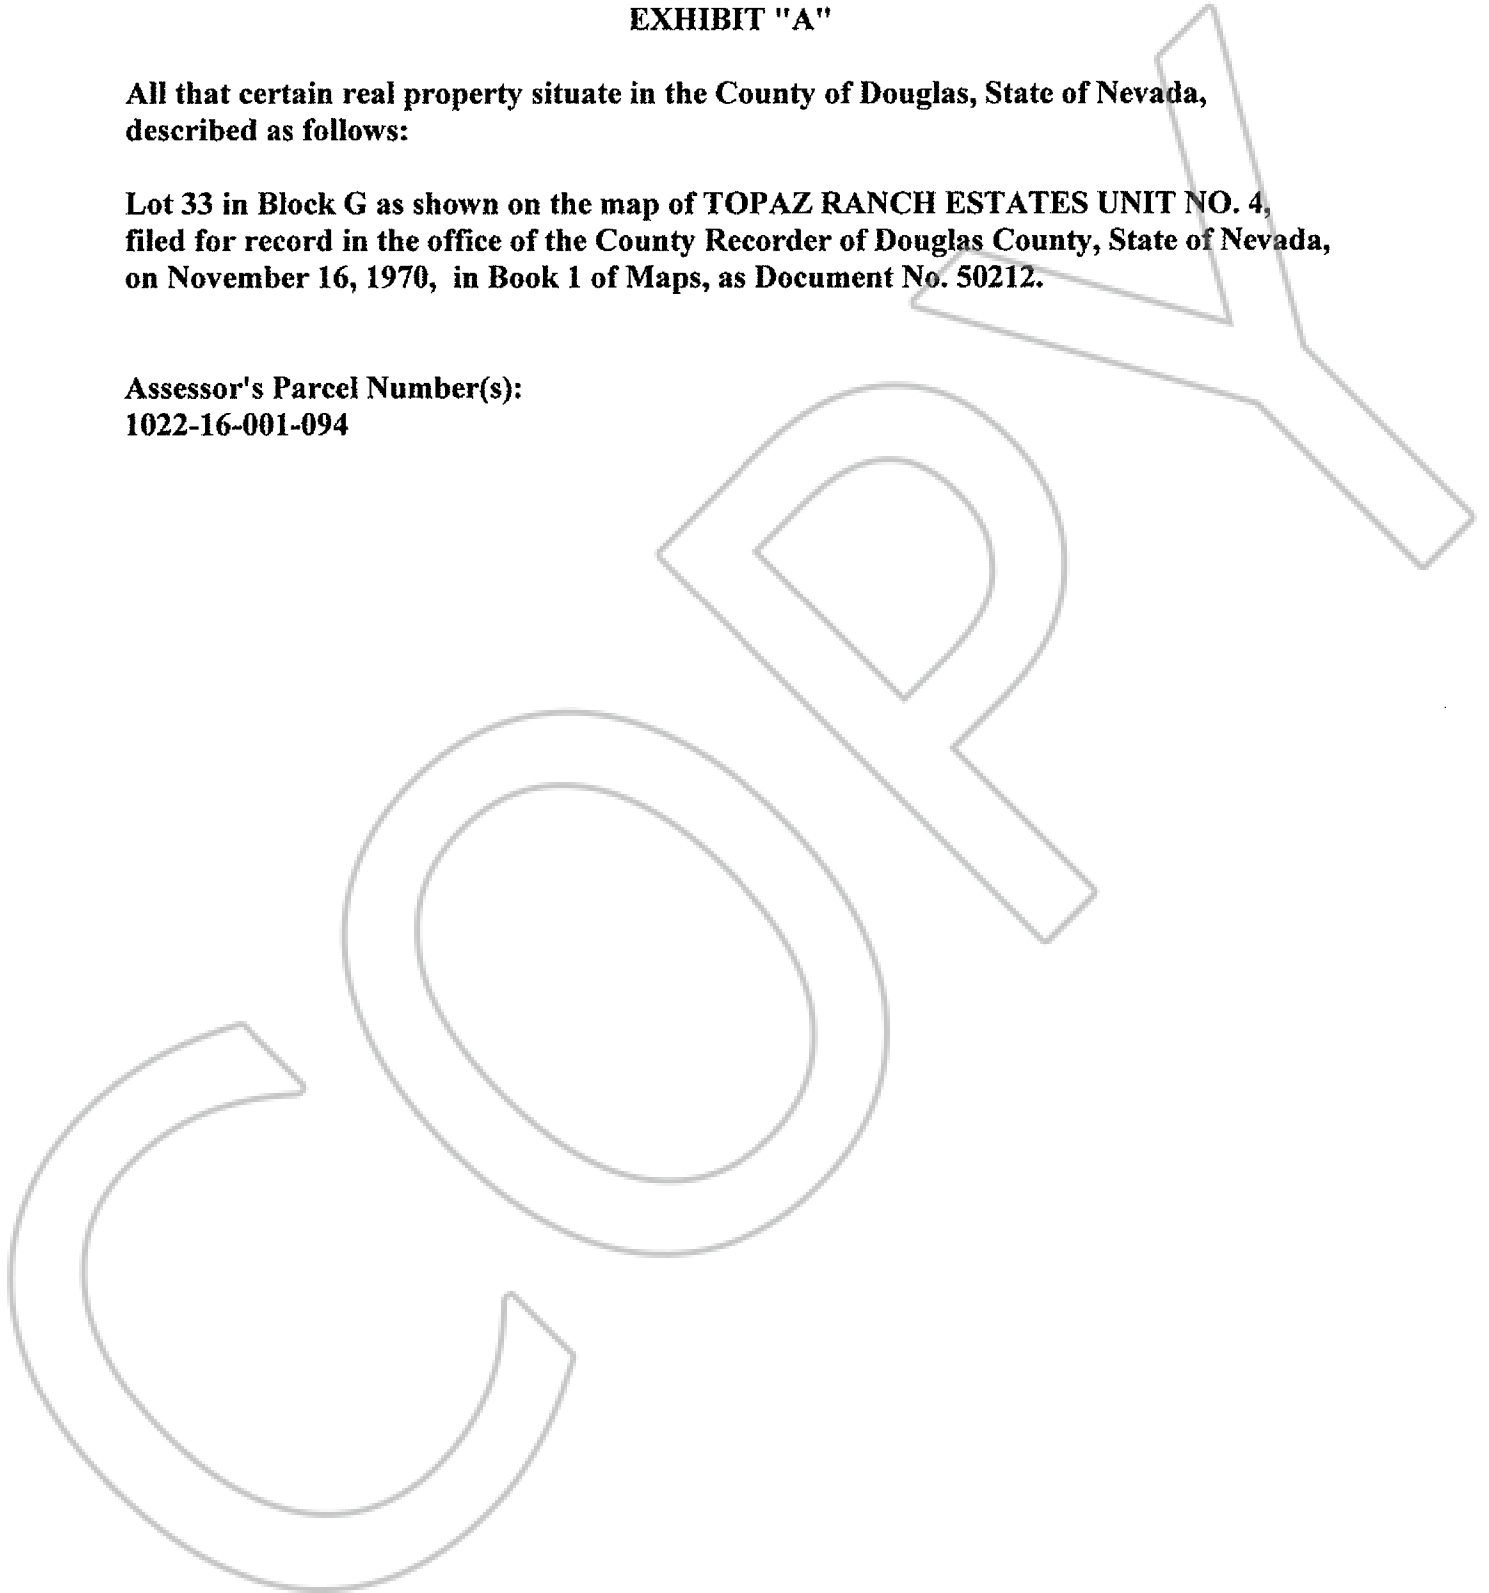 EXHIBIT "A"
All that certain real property situate in the County of Douglas, State of Nevada,
described as follows:
Lot 33 in Block G as shown on the map of TOPAZ RANCH ESTATES UNIT NO. 4,
filed for record in the office of the County Recorder of Douglas County, State of Nevada,
on November 16, 1970, in Book 1 of Maps, as Document No. 50212.
Assessor's Parcel Number(s):
1022-16-001-094
COPY